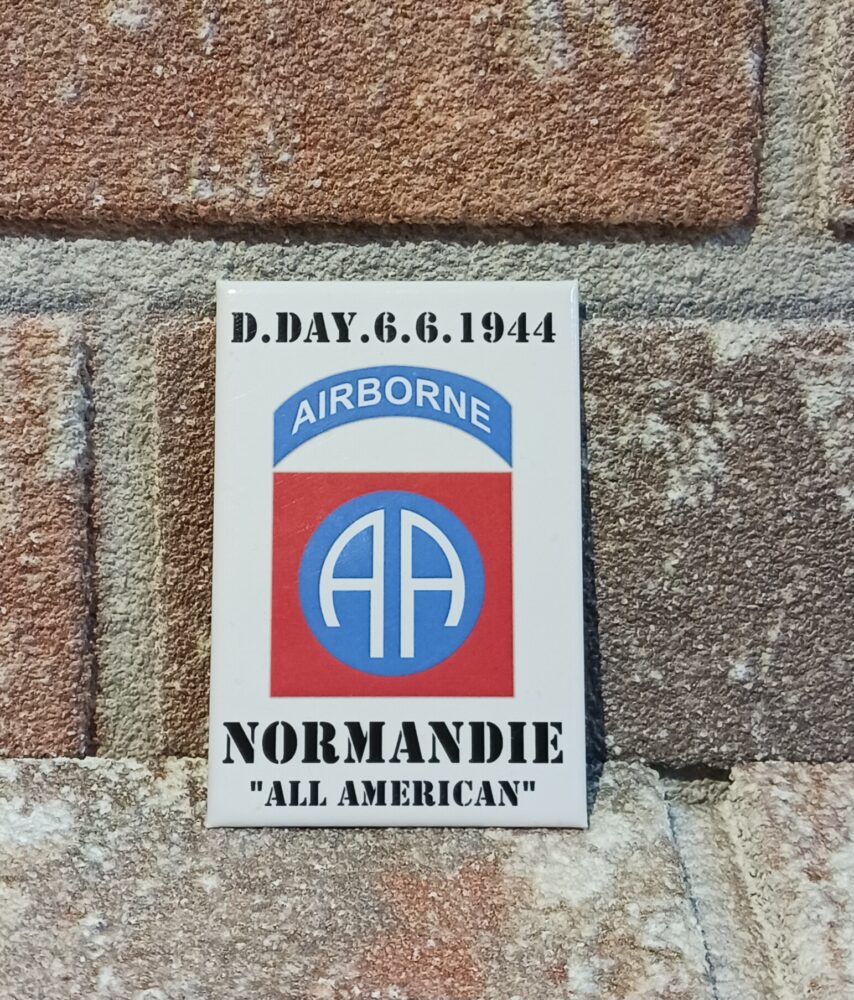 D.DAY.6.6.1944
AIRBORNE
AA
NORMANDIE
"ALL AMERICAN"